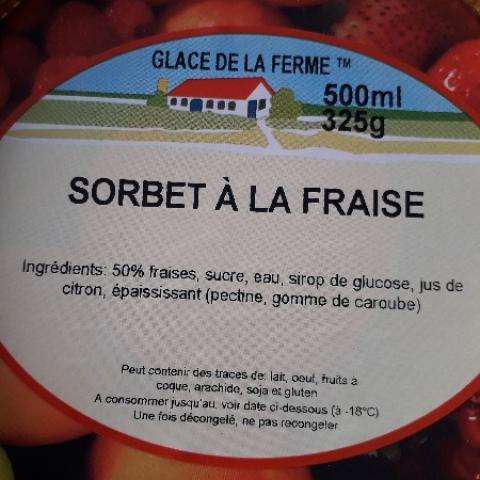 GLACE DE LA FERME ™
500ml
325g
SORBET À LA FRAISE
Ingrédients: 50% fraises, sucre, eau, sirop de glucose, jus de
citron, épaississant (pectine, gomme de caroube)
Peut contenir des traces de: lait, oeuf, fruits à
coque, arachide, soja et gluten
A consommer jusqu'au: voir date ci-dessous (à -18°C)
Une fois décongelé, ne pas recongeler